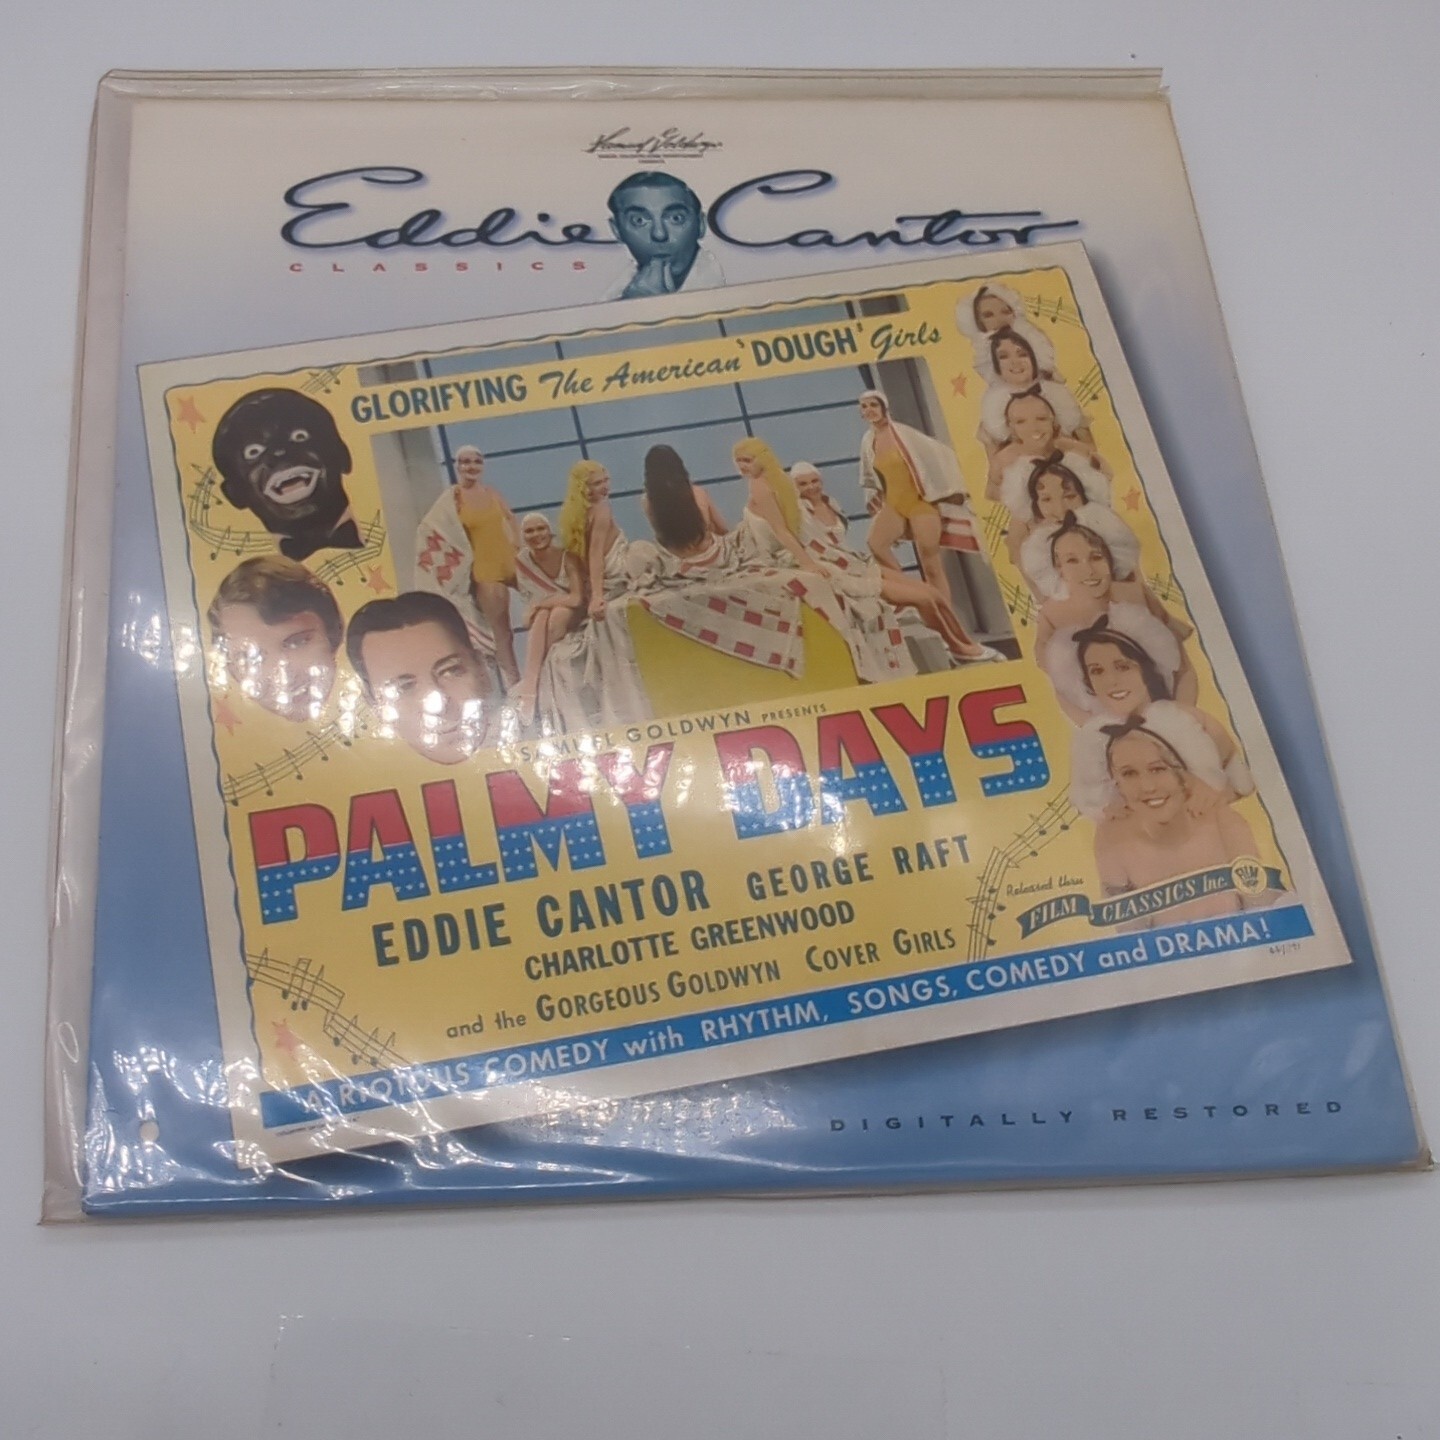 Samuel Goldwyn
Eddie Cantor
CLASSICS
GLORIFYING The American 'DOUGH' Girls
SAMUEL GOLDWYN PRESENTS
PALMY DAYS
EDDIE CANTOR GEORGE RAFT
CHARLOTTE GREENWOOD
and the GORGEOUS GOLDWYN COVER GIRLS
Released thru
FILM CLASSICS Inc.
A RIOTOUS COMEDY with RHYTHM, SONGS, COMEDY and DRAMA!
DIGITALLY RESTORED